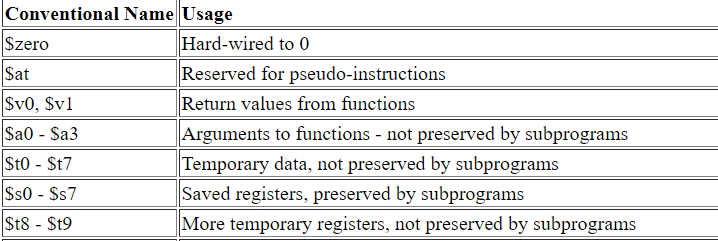 Conventional Name Usage
$zero Hard-wired to 0
$at Reserved for pseudo-instructions
$v0, $v1 Return values from functions
$a0 - $a3 Arguments to functions - not preserved by subprograms
$t0 - $t7 Temporary data, not preserved by subprograms
$s0 - $s7 Saved registers, preserved by subprograms
$t8 - $t9 More temporary registers, not preserved by subprograms